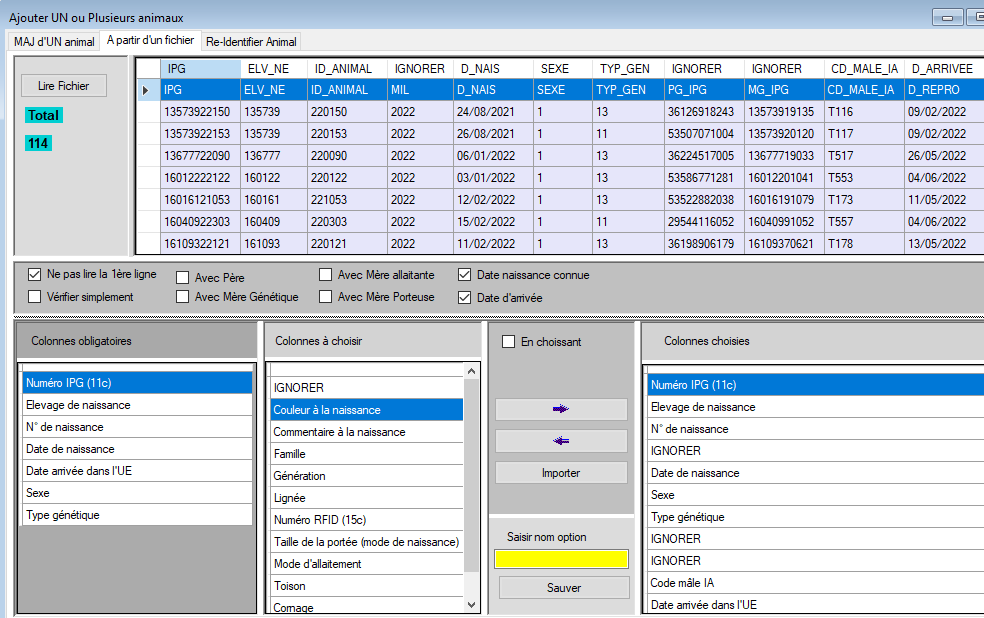 Ajouter UN ou Plusieurs animaux
MAJ d'UN animal A partir d'un fichier Re-Identifier Animal
Lire Fichier
Total
114
IPG ELV_NE ID_ANIMAL IGNORER D_NAIS SEXE TYP_GEN IGNORER IGNORER CD_MALE_IA D_ARRIVEE
IPG ELV_NE ID_ANIMAL MIL D_NAIS SEXE TYP_GEN PG_IPG MG_IPG CD_MALE_IA D_REPRO
13573922150 135739 220150 2022 24/08/2021 1 13 36126918243 13573919135 T116 09/02/2022
13573922153 135739 220153 2022 26/08/2021 1 11 53507071004 13573920120 T117 09/02/2022
13677722090 136777 220090 2022 06/01/2022 1 13 36224517005 13677719033 T517 26/05/2022
16012222122 160122 220122 2022 03/01/2022 1 13 53586771281 16012201041 T553 04/06/2022
16016121053 160161 221053 2022 12/02/2022 1 13 53522882038 16016191079 T173 11/05/2022
16040922303 160409 220303 2022 15/02/2022 1 11 29544116052 16040991052 T557 04/06/2022
16109322121 161093 220121 2022 11/02/2022 1 13 36198906179 16109370621 T178 13/05/2022
Ne pas lire la 1ère ligne Avec Père Avec Mère allaitante Date naissance connue
Vérifier simplement Avec Mère Génétique Avec Mère Porteuse Date d'arrivée
Colonnes obligatoires
Numéro IPG (11c)
Elevage de naissance
N° de naissance
Date de naissance
Date arrivée dans l'UE
Sexe
Type génétique
Colonnes à choisir
IGNORER
Couleur à la naissance
Commentaire à la naissance
Famille
Génération
Lignée
Numéro RFID (15c)
Taille de la portée (mode de naissance)
Mode d'allaitement
Toison
Cornage
En choissant
Importer
Saisir nom option
Sauver
Colonnes choisies
Numéro IPG (11c)
Elevage de naissance
N° de naissance
IGNORER
Date de naissance
Sexe
Type génétique
IGNORER
IGNORER
Code mâle IA
Date arrivée dans l'UE